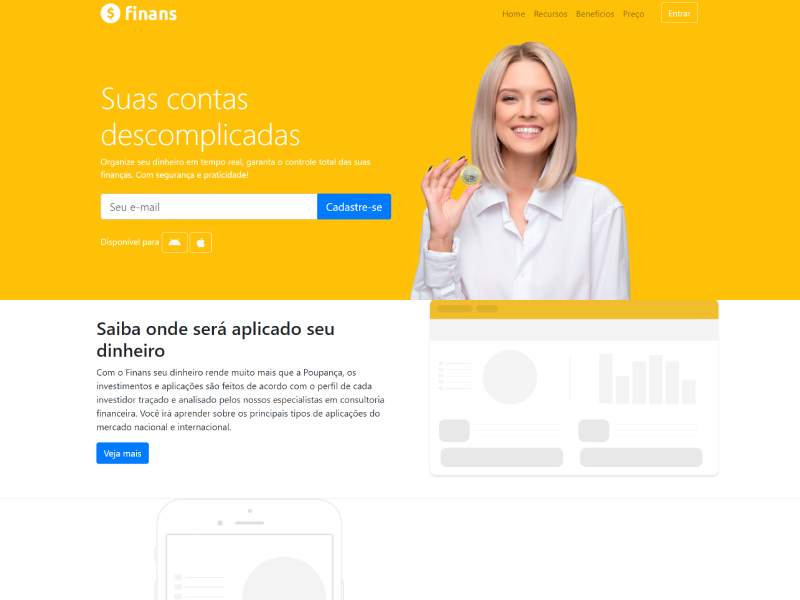 $ finans
Home Recursos Benefícios Preço Entrar
Suas contas
descomplicadas
Organize seu dinheiro em tempo real, garanta o controle total das suas
finanças. Com segurança e praticidade!
Seu e-mail Cadastre-se
Disponível para
Saiba onde será aplicado seu
dinheiro
Com o Finans seu dinheiro rende muito mais que a Poupança, os
investimentos e aplicações são feitos de acordo com o perfil de cada
investidor traçado e analisado pelos nossos especialistas em consultoria
financeira. Você irá aprender sobre os principais tipos de aplicações do
mercado nacional e internacional.
Veja mais